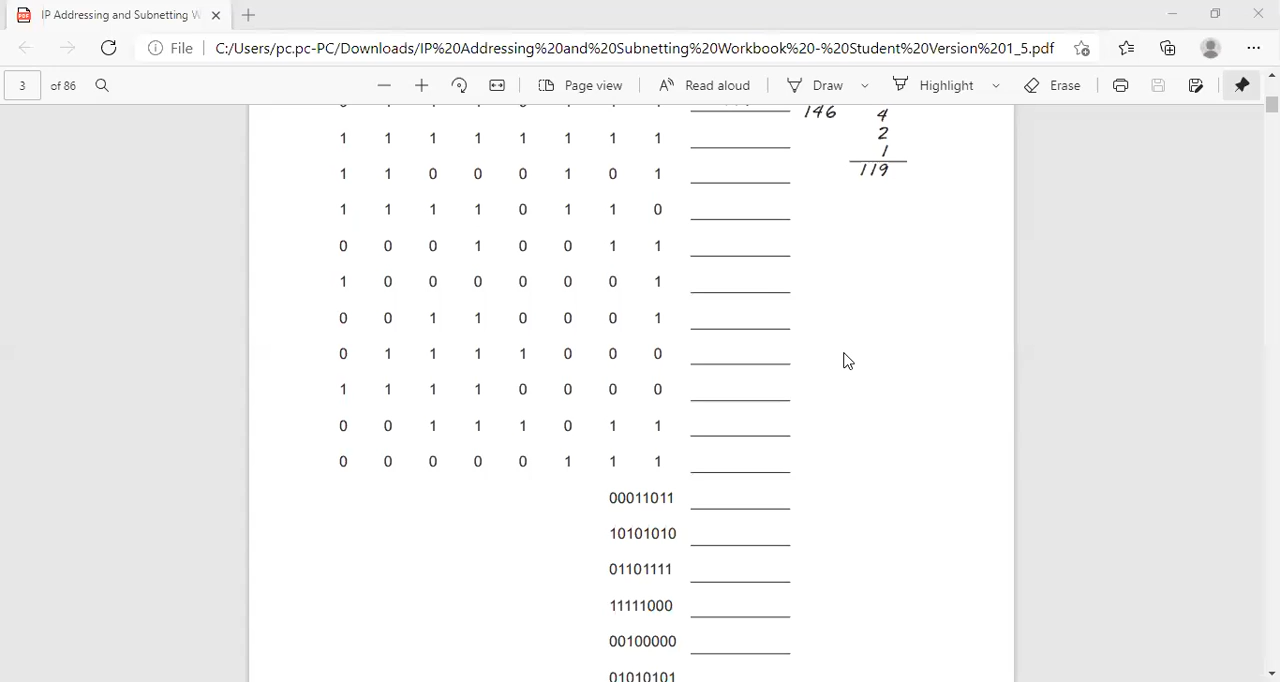 IP Addressing and Subnetting W
File C:/Users/pc.pc-PC/Downloads/IP%20Addressing%20and%20Subnetting%20Workbook%20-%20Student%20Version%201_5.pdf
3 of 86 Page view Read aloud Draw Highlight Erase
146 4
1 1 1 1 1 1 1 1 2
1
1 1 0 0 0 1 0 1 119
1 1 1 1 0 1 1 0
0 0 0 1 0 0 1 1
1 0 0 0 0 0 0 1
0 0 1 1 0 0 0 1
0 1 1 1 1 0 0 0
1 1 1 1 0 0 0 0
0 0 1 1 1 0 1 1
0 0 0 0 0 1 1 1
00011011
10101010
01101111
11111000
00100000
01010101